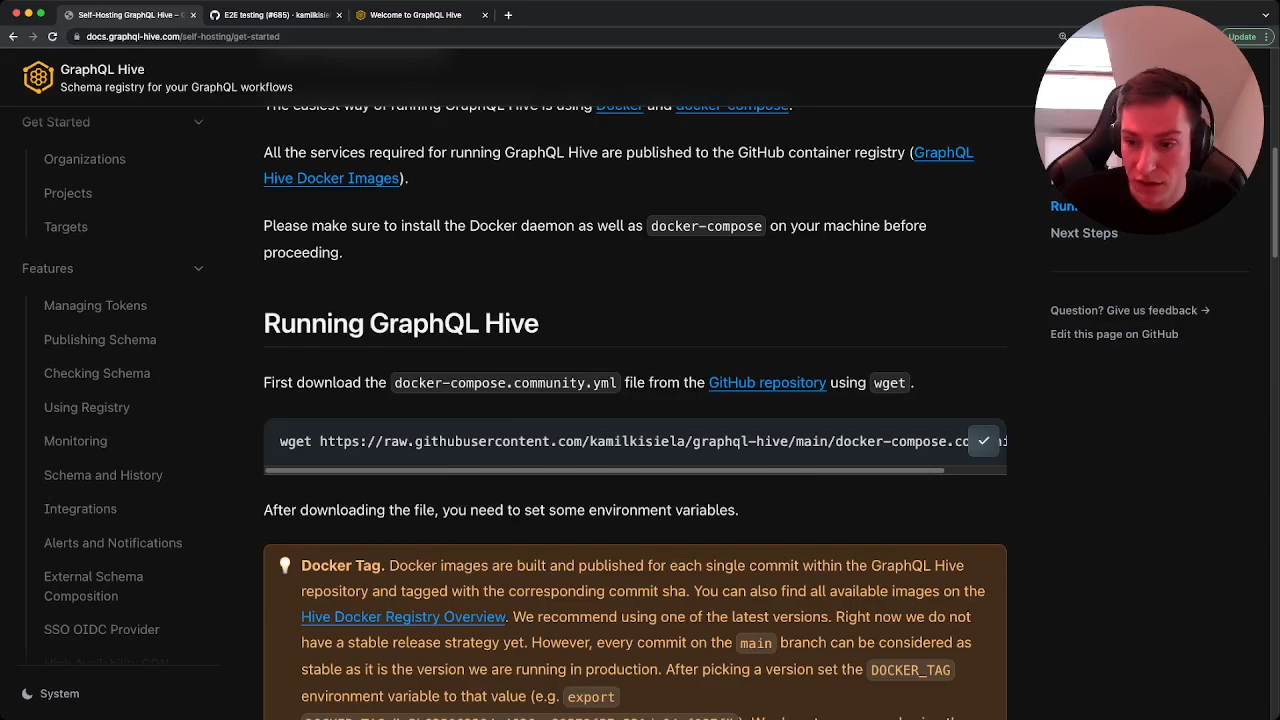 Self-Hosting GraphQL Hive – G
E2E testing (#685) · kamilkisiel
Welcome to GraphQL Hive
docs.graphql-hive.com/self-hosting/get-started
Update
GraphQL Hive
Schema registry for your GraphQL workflows
Get Started
Organizations
Projects
Targets
Features
Managing Tokens
Publishing Schema
Checking Schema
Using Registry
Monitoring
Schema and History
Integrations
Alerts and Notifications
External Schema
Composition
SSO OIDC Provider
High Availability CDN
System
The easiest way of running GraphQL Hive is using Docker and docker-compose.
All the services required for running GraphQL Hive are published to the GitHub container registry (GraphQL
Hive Docker Images).
Please make sure to install the Docker daemon as well as docker-compose on your machine before
proceeding.
Running GraphQL Hive
First download the docker-compose.community.yml file from the GitHub repository using wget.
wget https://raw.githubusercontent.com/kamilkisiela/graphql-hive/main/docker-compose.co
After downloading the file, you need to set some environment variables.
Docker Tag. Docker images are built and published for each single commit within the GraphQL Hive
repository and tagged with the corresponding commit sha. You can also find all available images on the
Hive Docker Registry Overview. We recommend using one of the latest versions. Right now we do not
have a stable release strategy yet. However, every commit on the main branch can be considered as
stable as it is the version we are running in production. After picking a version set the DOCKER_TAG
environment variable to that value (e.g. export
Run
Next Steps
Question? Give us feedback →
Edit this page on GitHub